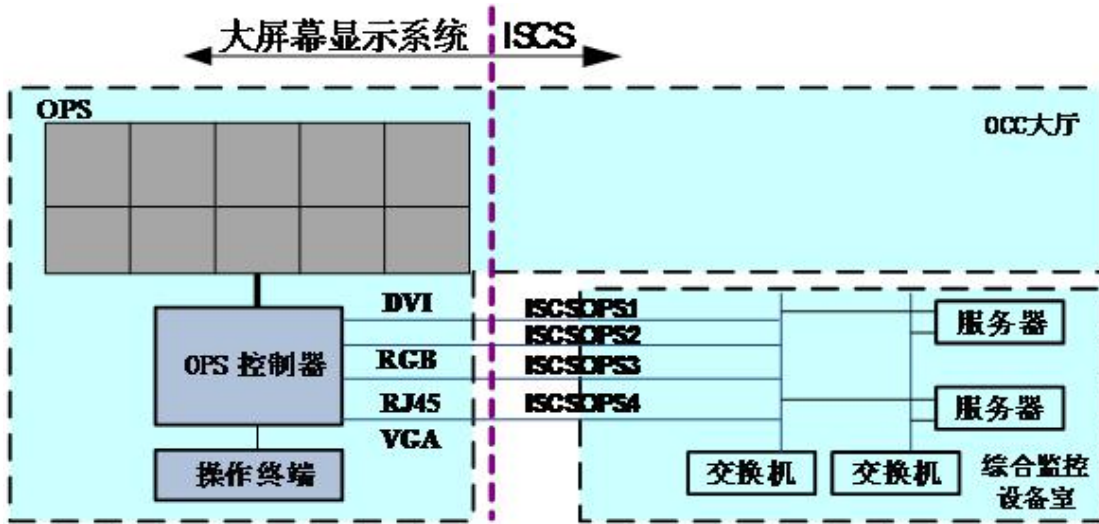 大屏幕显示系统 ISCS
OPS
OCC大厅
DVI
ISCSOPS1
ISCSOPS2
RGB
ISCSOPS3
RJ45
ISCSOPS4
VGA
OPS 控制器
操作终端
服务器
服务器
交换机
交换机
综合监控
设备室